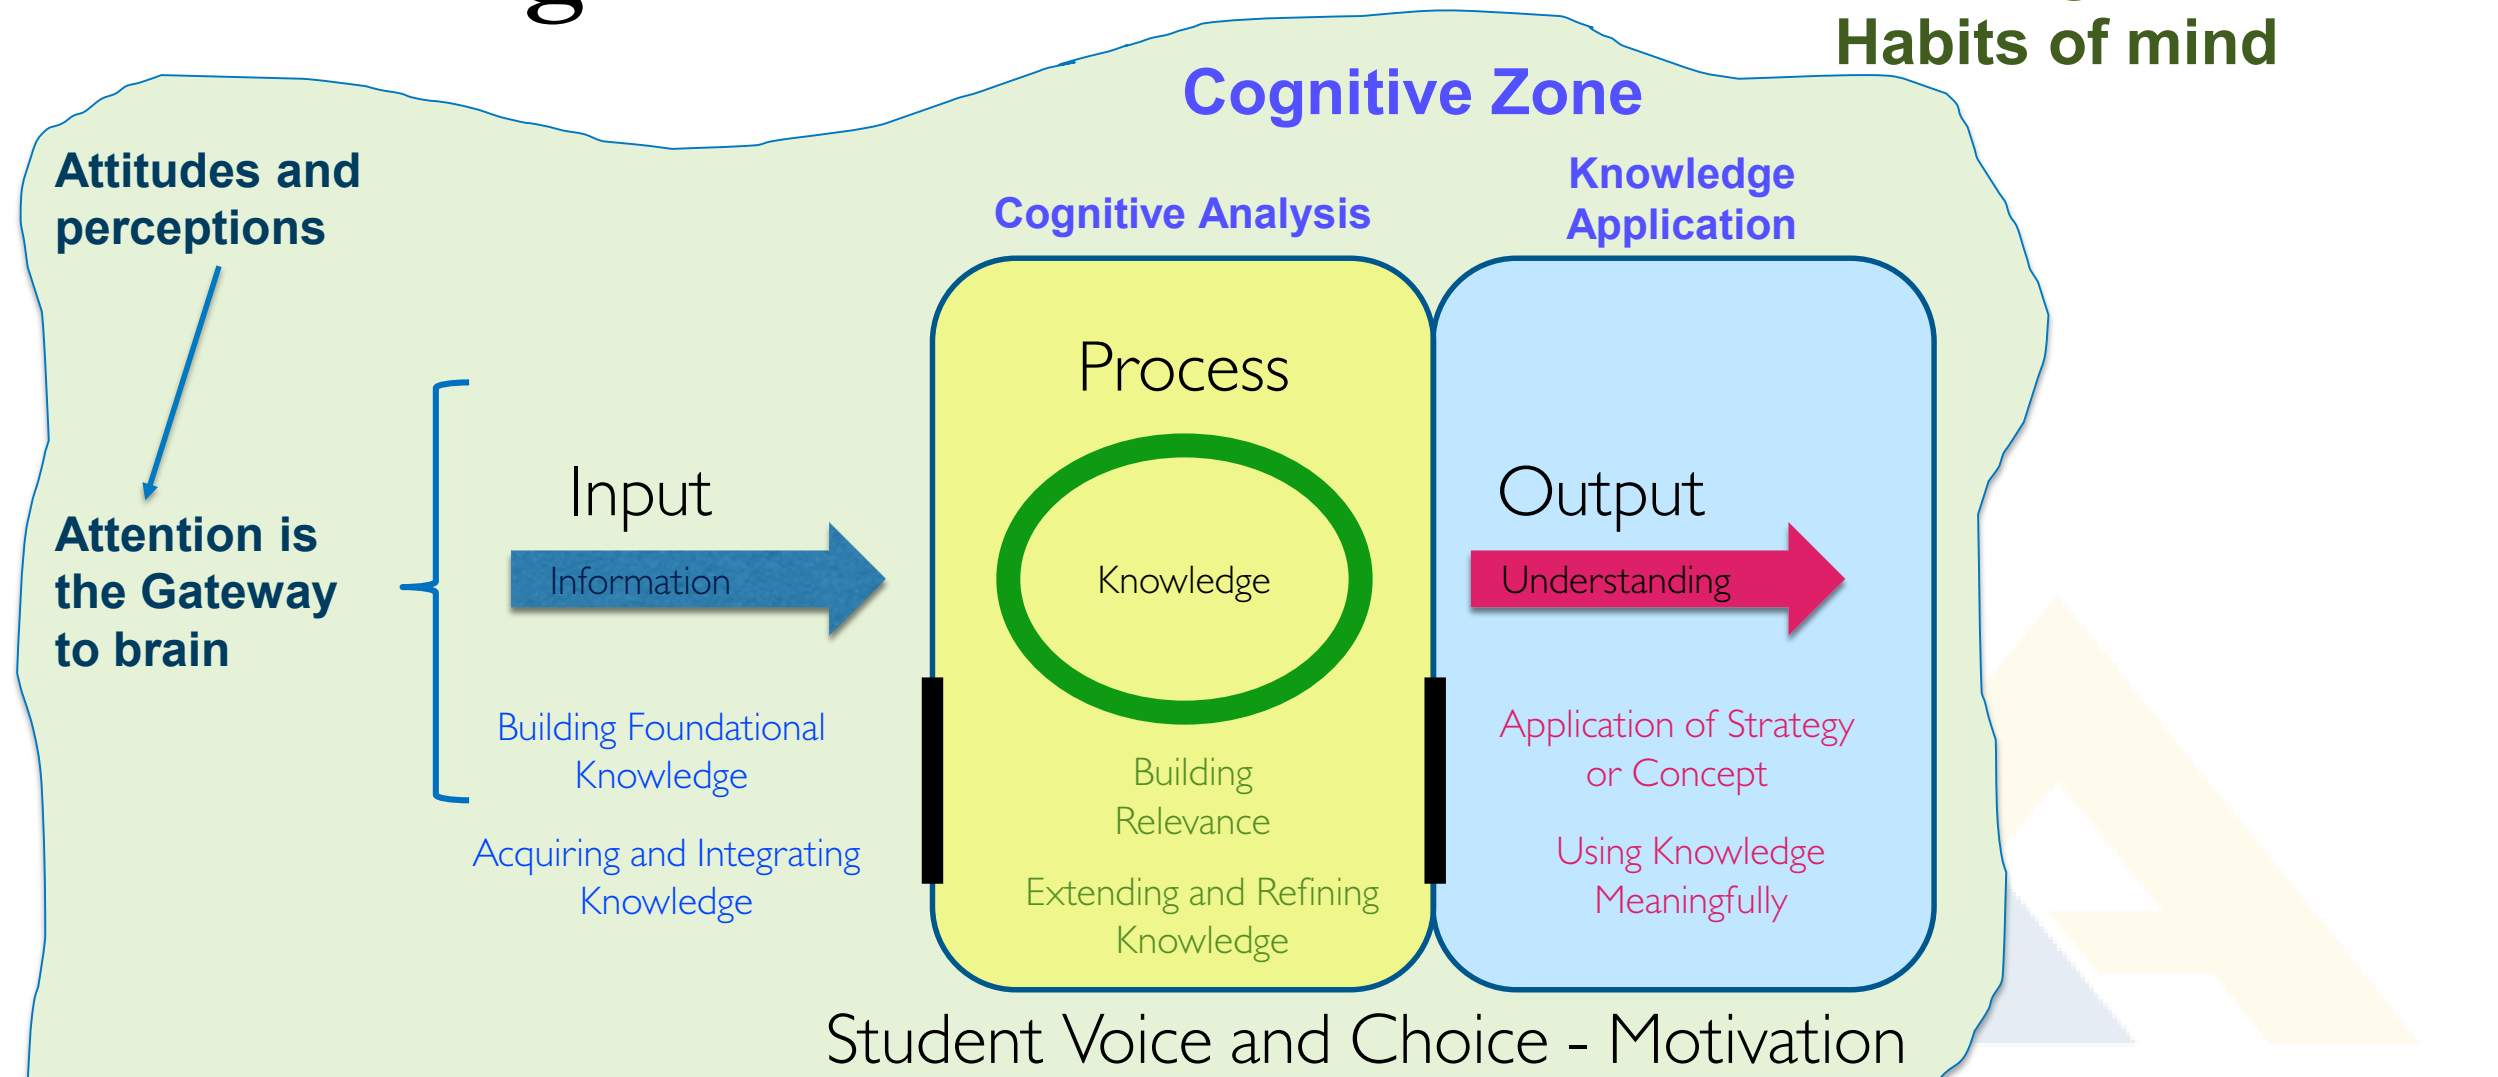 Habits of mind
Cognitive Zone
Attitudes and
perceptions
Cognitive Analysis
Knowledge
Application
Attention is
the Gateway
to brain
Input
Information
Building Foundational
Knowledge
Acquiring and Integrating
Knowledge
Process
Knowledge
Building
Relevance
Extending and Refining
Knowledge
Output
Understanding
Application of Strategy
or Concept
Using Knowledge
Meaningfully
Student Voice and Choice - Motivation